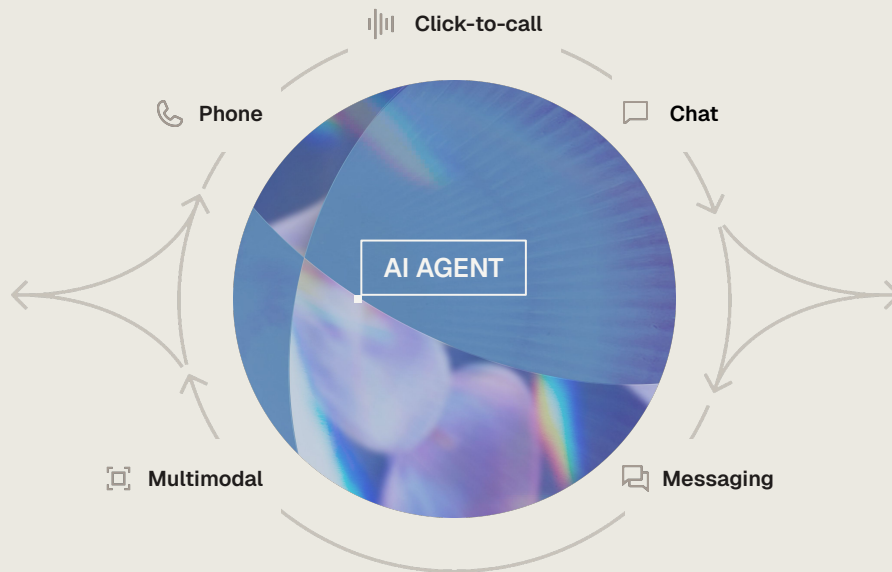 Click-to-call
Phone
Chat
AI AGENT
Multimodal
Messaging